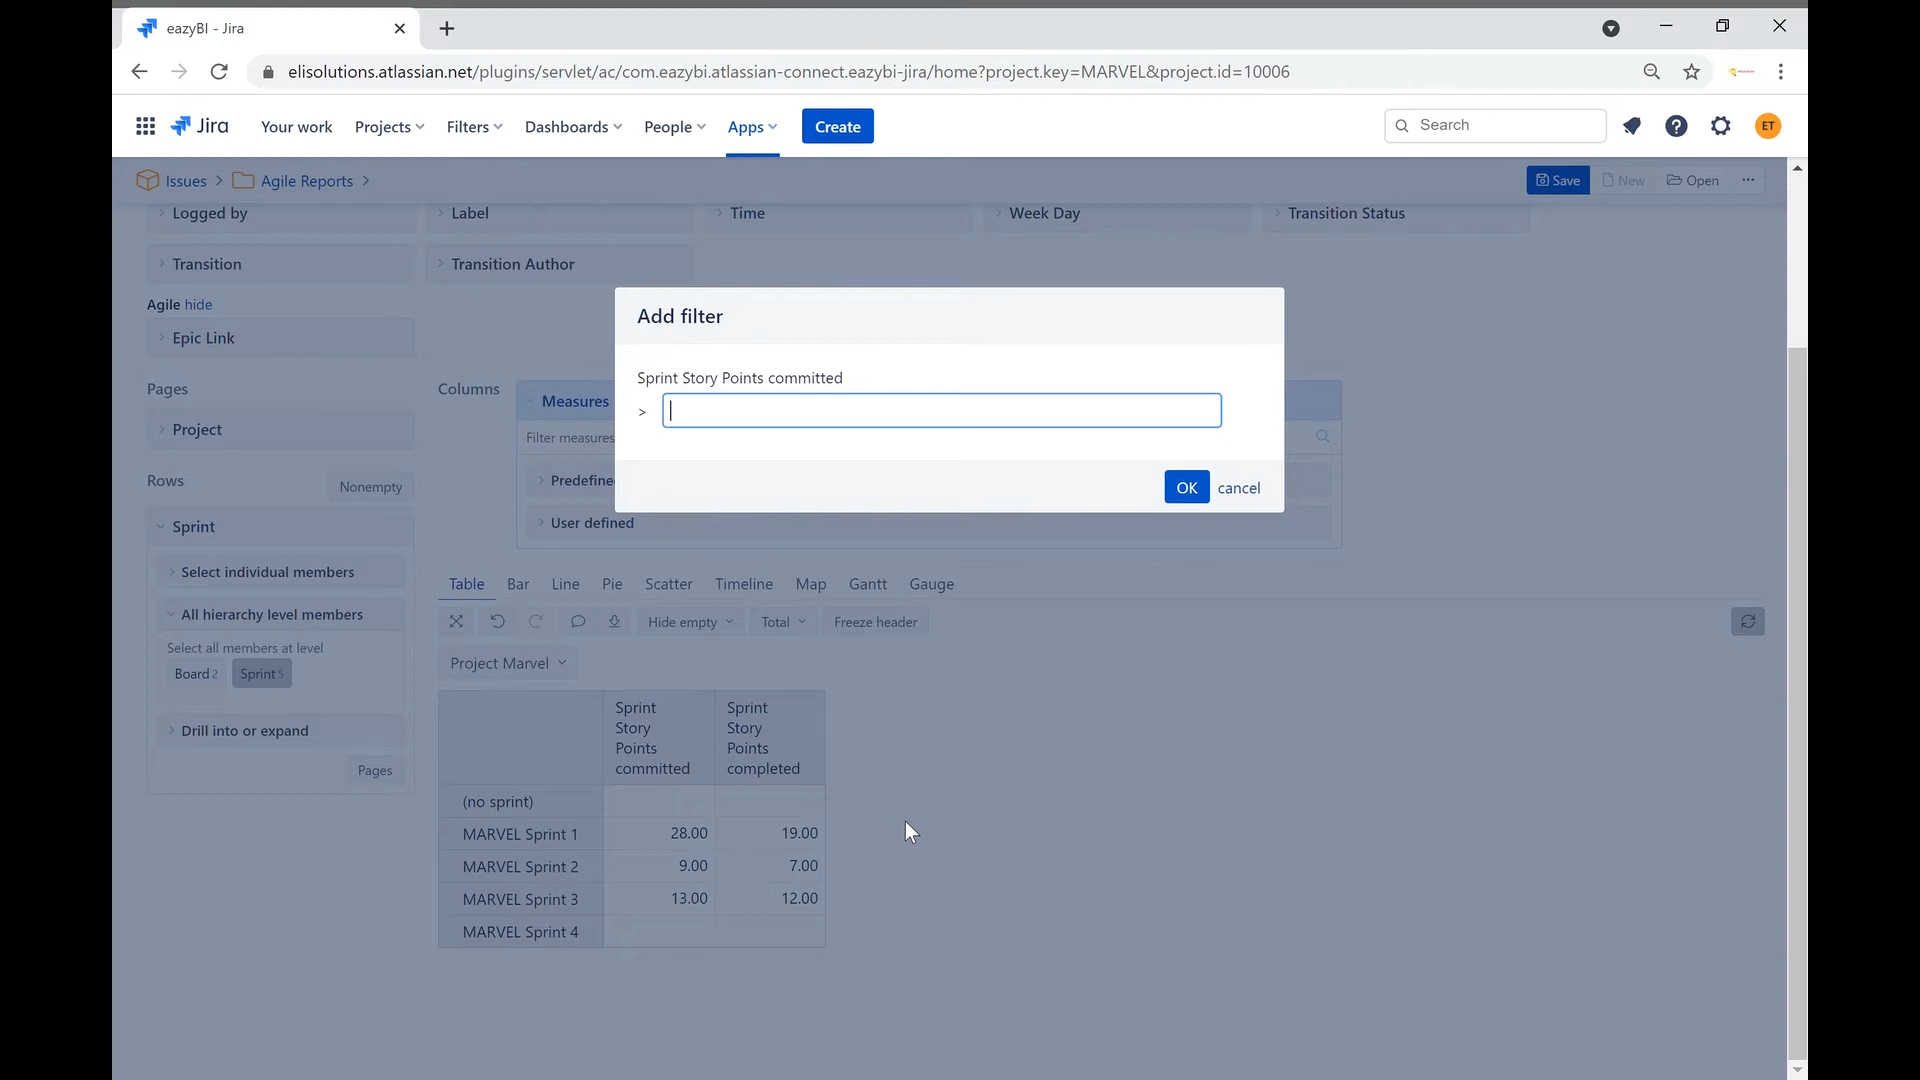 eazyBI - Jira
elisolutions.atlassian.net/plugins/servlet/ac/com.eazybi.atlassian-connect.eazybi-jira/home?project.key=MARVEL&project.id=10006
Jira Your work Projects Filters Dashboards People Apps Create Search ET
Issues > Agile Reports > Save New Open ...
Logged by Label Time Week Day Transition Status
Transition Transition Author
Agile hide
Epic Link
Add filter
Sprint Story Points committed
>
OK cancel
Pages
Project
Columns
Measures
Filter measures
Predefine
User defined
Rows Nonempty
Sprint
Select individual members
All hierarchy level members
Select all members at level
Board 2 Sprint 5
Drill into or expand
Pages
Table Bar Line Pie Scatter Timeline Map Gantt Gauge
Hide empty Total Freeze header
Project Marvel
Sprint Story Points committed
Sprint Story Points completed
(no sprint)
MARVEL Sprint 1 28.00 19.00
MARVEL Sprint 2 9.00 7.00
MARVEL Sprint 3 13.00 12.00
MARVEL Sprint 4